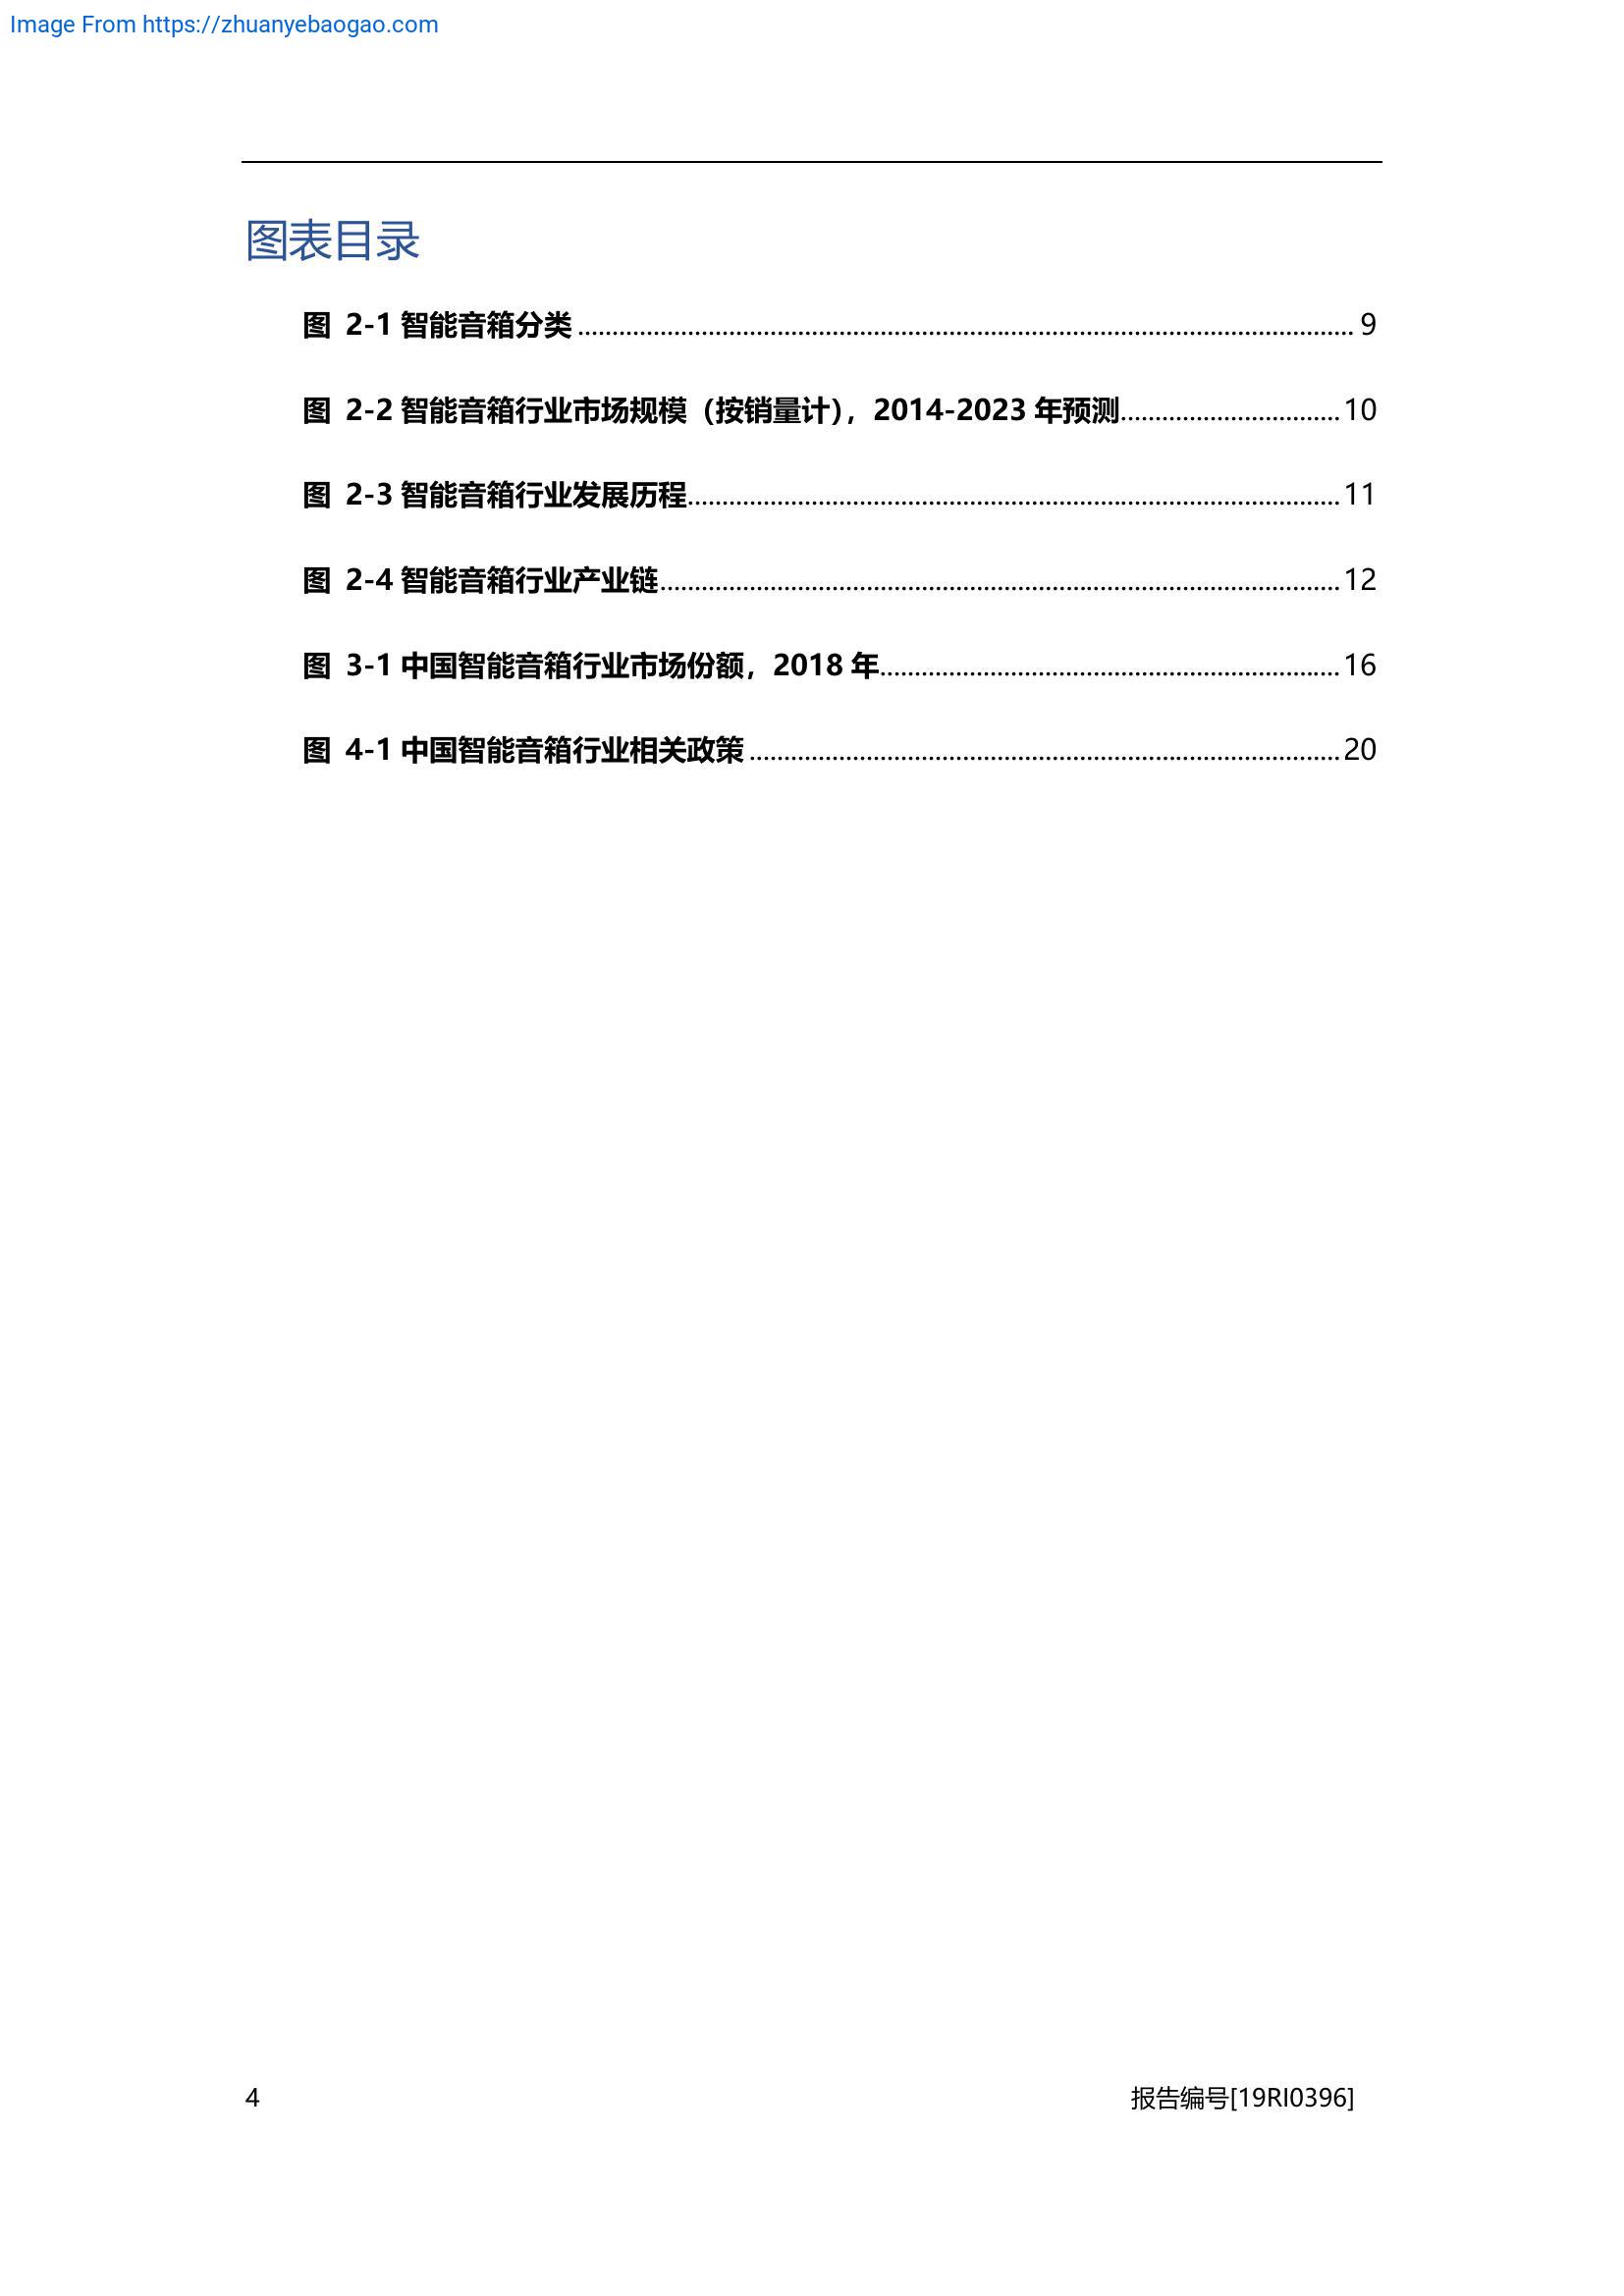 Image From https://zhuanyebaogao.com
图表目录
图 2-1 智能音箱分类 ........................................ 9
图 2-2 智能音箱行业市场规模（按销量计），2014-2023 年预测........................................ 10
图 2-3 智能音箱行业发展历程........................................ 11
图 2-4 智能音箱行业产业链........................................ 12
图 3-1 中国智能音箱行业市场份额，2018 年........................................ 16
图 4-1 中国智能音箱行业相关政策 ........................................ 20
4 报告编号[19RI0396]